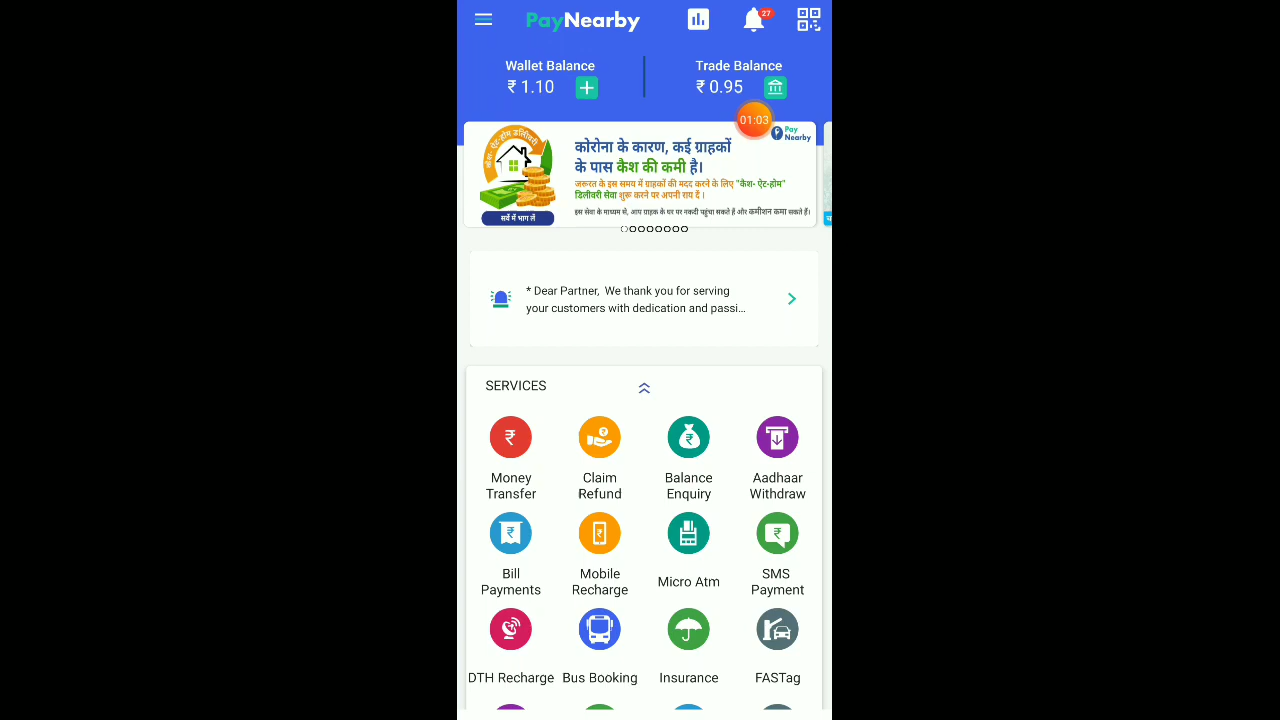 PayNearby
27
Wallet Balance
₹ 1.10
Trade Balance
₹ 0.95
01:03
Pay
Nearby
कैश- ऐट-होम डिलीवरी
कोरोना के कारण, कई ग्राहकों
के पास कैश की कमी है।
जरूरत के इस समय में ग्राहकों की मदद करने के लिए "कैश- ऐट-होम"
डिलिवरी सेवा शुरू करने पर अपनी राय दें ।
इस सेवा के माध्यम से, आप ग्राहक के घर पर नकदी पहुंचा सकते हैं और कमीशन कमा सकते हैं।
सर्वे में भाग लें
* Dear Partner, We thank you for serving
your customers with dedication and passi...
SERVICES
Money
Transfer
Claim
Refund
Balance
Enquiry
Aadhaar
Withdraw
Bill
Payments
Mobile
Recharge
Micro Atm
SMS
Payment
DTH Recharge
Bus Booking
Insurance
FASTag